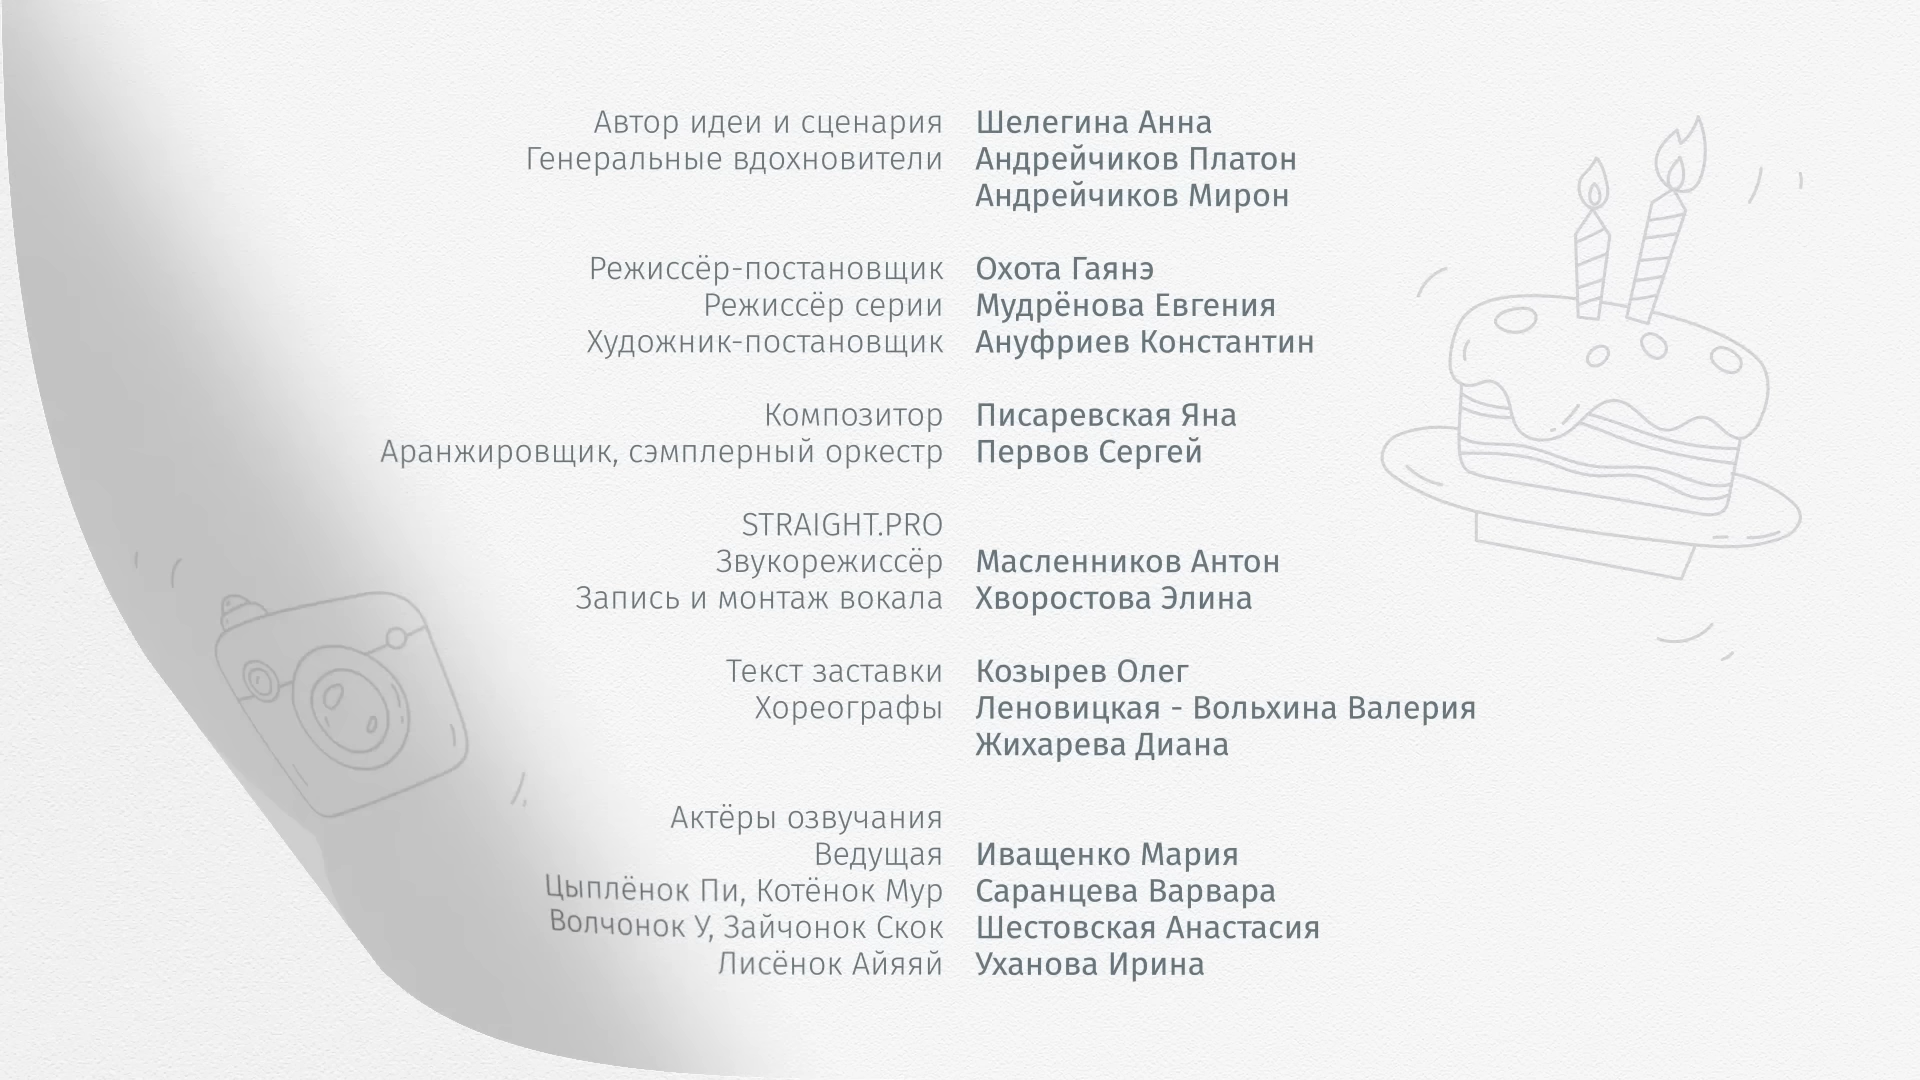 Автор идеи и сценария Шелегина Анна
Генеральные вдохновители Андрейчиков Платон
Андрейчиков Мирон
Режиссёр-постановщик Охота Гаянэ
Режиссёр серии Мудрёнова Евгения
Художник-постановщик Ануфриев Константин
Композитор Писаревская Яна
Аранжировщик, сэмплерный оркестр Первов Сергей
STRAIGHT.PRO
Звукорежиссёр Масленников Антон
Запись и монтаж вокала Хворостова Элина
Текст заставки Козырев Олег
Хореографы Леновицкая - Вольхина Валерия
Жихарева Диана
Актёры озвучания
Ведущая Иващенко Мария
Цыплёнок Пи, Котёнок Мур Саранцева Варвара
Волчонок У, Зайчонок Скок Шестовская Анастасия
Лисёнок Айяяй Уханова Ирина